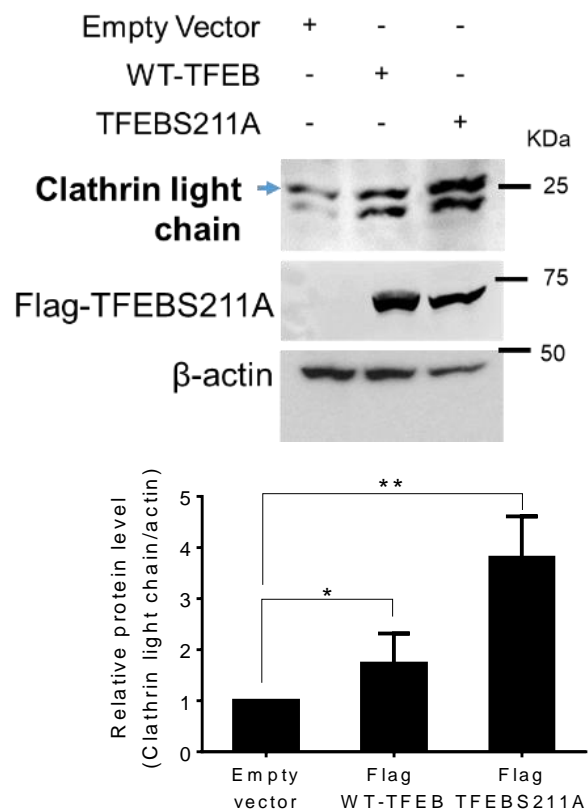 Empty Vector + - -
WT-TFEB - + -
TFEBS211A - - +
KDa
Clathrin light
chain
25
Flag-TFEBS211A
75
β-actin
50
Relative protein level
(Clathrin light chain/actin)
5
4
3
2
1
0
**
*
Empty
vector
Flag
WT-TFEB
Flag
TFEBS211A